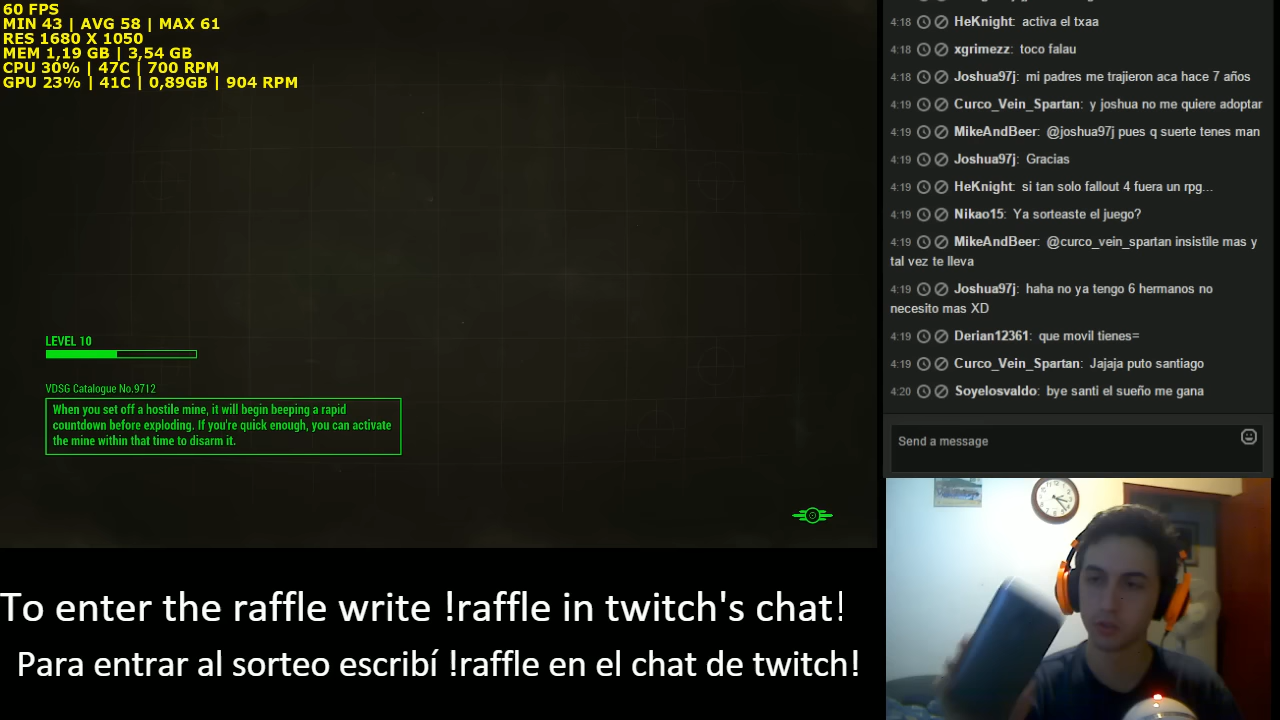 60 FPS
MIN 43 | AVG 58 | MAX 61
RES 1680 X 1050
MEM 1,19 GB | 3,54 GB
CPU 30% | 47C | 700 RPM
GPU 23% | 41C | 0,89GB | 904 RPM
LEVEL 10
VDSG Catalogue No.9712
When you set off a hostile mine, it will begin beeping a rapid
countdown before exploding. If you're quick enough, you can activate
the mine within that time to disarm it.
4:18 HeKnight: activa el txaa
4:18 xgrimezz: toco falau
4:18 Joshua97j: mi padres me trajieron aca hace 7 años
4:19 Curco_Vein_Spartan: y joshua no me quiere adoptar
4:19 MikeAndBeer: @joshua97j pues q suerte tenes man
4:19 Joshua97j: Gracias
4:19 HeKnight: si tan solo fallout 4 fuera un rpg...
4:19 Nikao15: Ya sorteaste el juego?
4:19 MikeAndBeer: @curco_vein_spartan insistile mas y
tal vez te lleva
4:19 Joshua97j: haha no ya tengo 6 hermanos no
necesito mas XD
4:19 Derian12361: que movil tienes=
4:19 Curco_Vein_Spartan: Jajaja puto santiago
4:20 Soyelosvaldo: bye santi el sueño me gana
Send a message
To enter the raffle write !raffle in twitch's chat!
Para entrar al sorteo escribí !raffle en el chat de twitch!